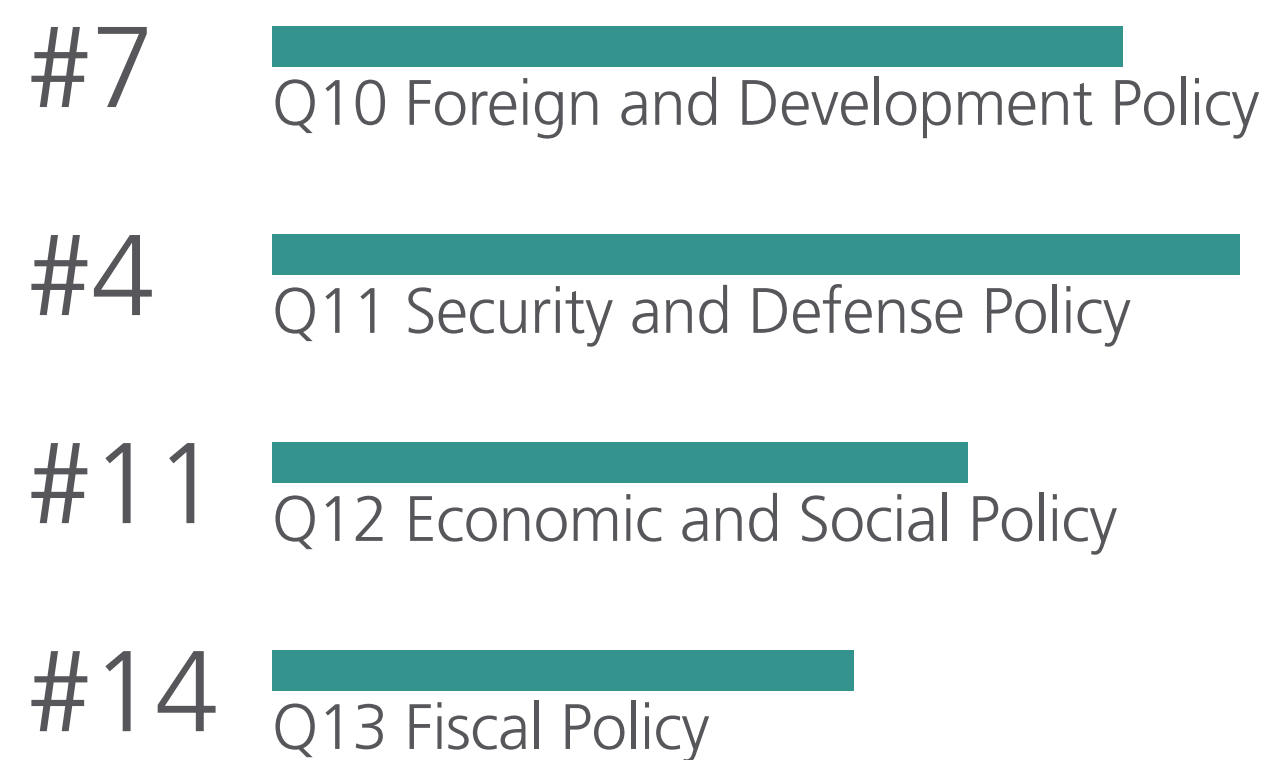 #7
Q10 Foreign and Development Policy
#4
Q11 Security and Defense Policy
#11
Q12 Economic and Social Policy
#14
Q13 Fiscal Policy